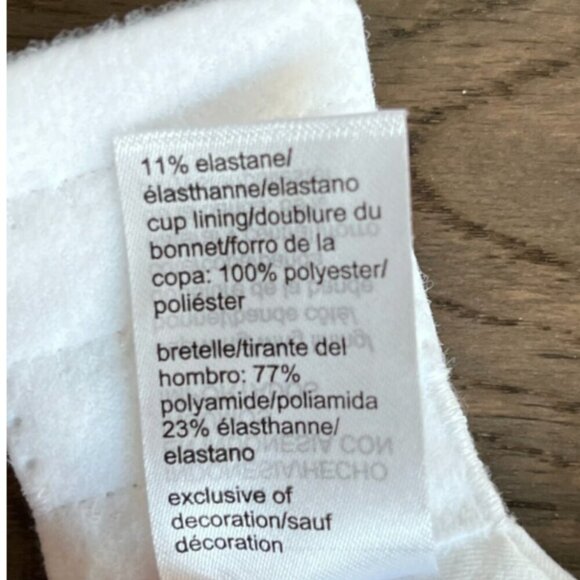 11% elastane/
élasthanne/elastano
cup lining/doublure du
bonnet/forro de la
copa: 100% polyester/
poliéster
bretelle/tirante del
hombro: 77%
polyamide/poliamida
23% élasthanne/
elastano
exclusive of
decoration/sauf
décoration